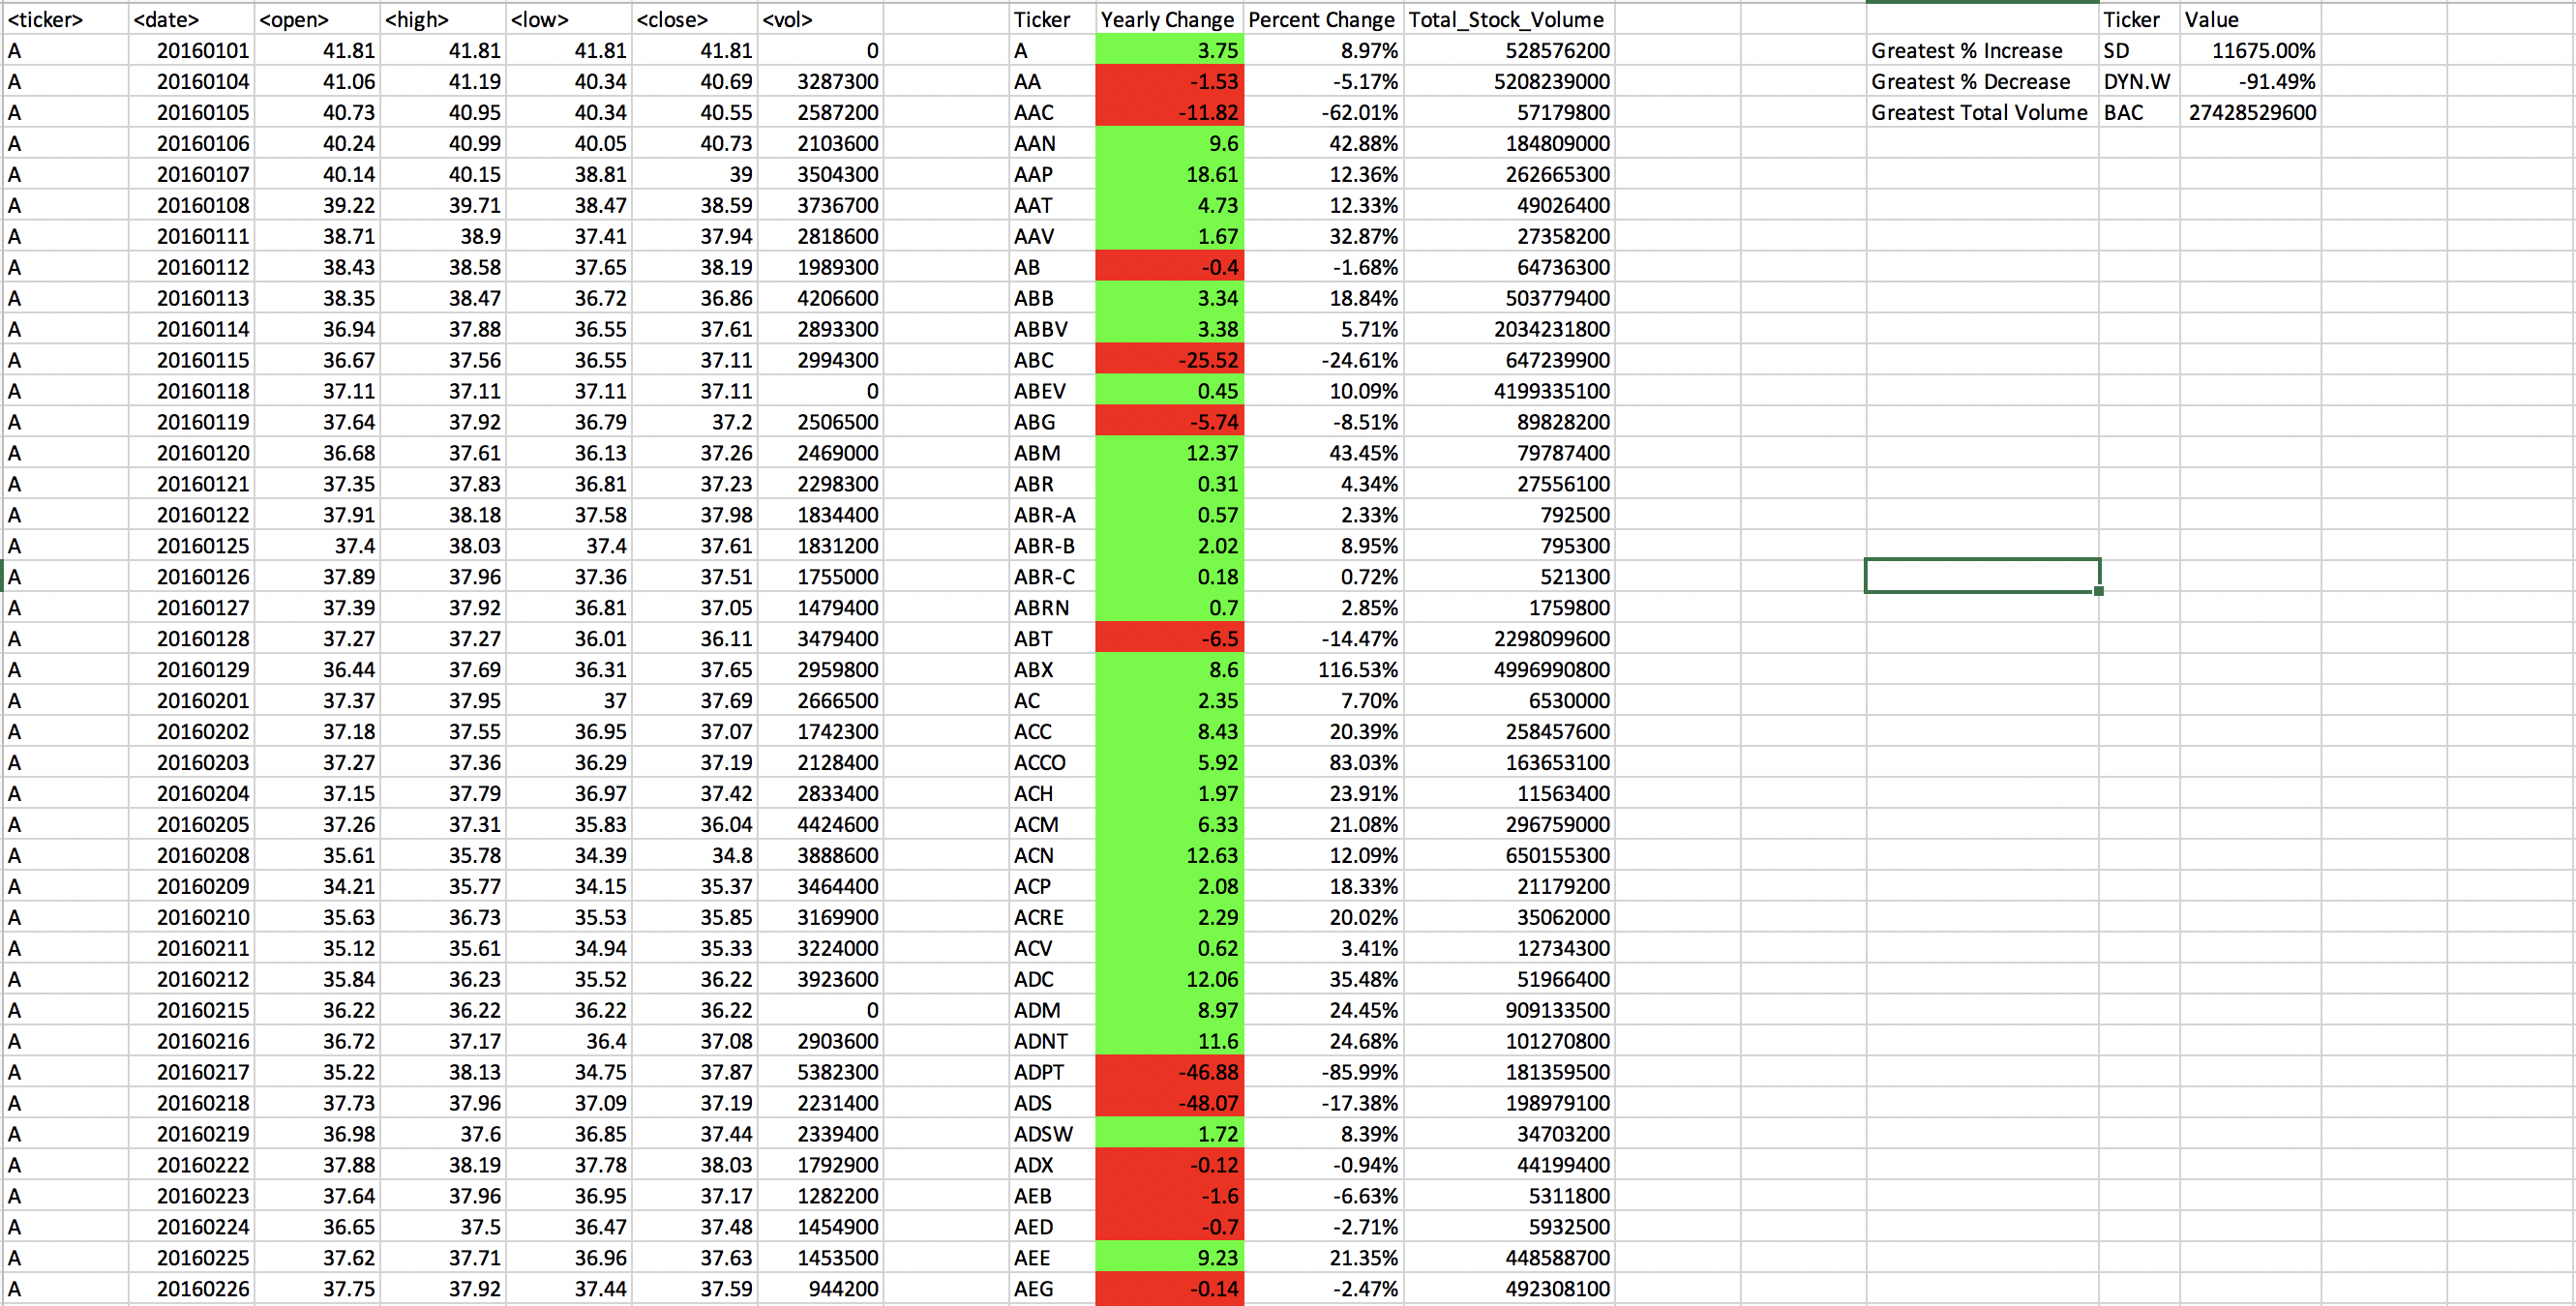 <ticker> <date> <open> <high> <low> <close> <vol> Ticker Yearly Change Percent Change Total_Stock_Volume Ticker Value
A 20160101 41.81 41.81 41.81 41.81 0 A 3.75 8.97% 528576200 Greatest % Increase SD 11675.00%
A 20160104 41.06 41.19 40.34 40.69 3287300 AA -1.53 -5.17% 5208239000 Greatest % Decrease DYN.W -91.49%
A 20160105 40.73 40.95 40.34 40.55 2587200 AAC -11.82 -62.01% 57179800 Greatest Total Volume BAC 27428529600
A 20160106 40.24 40.99 40.05 40.73 2103600 AAN 9.6 42.88% 184809000
A 20160107 40.14 40.15 38.81 39 3504300 AAP 18.61 12.36% 262665300
A 20160108 39.22 39.71 38.47 38.59 3736700 AAT 4.73 12.33% 49026400
A 20160111 38.71 38.9 37.41 37.94 2818600 AAV 1.67 32.87% 27358200
A 20160112 38.43 38.58 37.65 38.19 1989300 AB -0.4 -1.68% 64736300
A 20160113 38.35 38.47 36.72 36.86 4206600 ABB 3.34 18.84% 503779400
A 20160114 36.94 37.88 36.55 37.61 2893300 ABBV 3.38 5.71% 2034231800
A 20160115 36.67 37.56 36.55 37.11 2994300 ABC -25.52 -24.61% 647239900
A 20160118 37.11 37.11 37.11 37.11 0 ABEV 0.45 10.09% 4199335100
A 20160119 37.64 37.92 36.79 37.2 2506500 ABG -5.74 -8.51% 89828200
A 20160120 36.68 37.61 36.13 37.26 2469000 ABM 12.37 43.45% 79787400
A 20160121 37.35 37.83 36.81 37.23 2298300 ABR 0.31 4.34% 27556100
A 20160122 37.91 38.18 37.58 37.98 1834400 ABR-A 0.57 2.33% 792500
A 20160125 37.4 38.03 37.4 37.61 1831200 ABR-B 2.02 8.95% 795300
A 20160126 37.89 37.96 37.36 37.51 1755000 ABR-C 0.18 0.72% 521300
A 20160127 37.39 37.92 36.81 37.05 1479400 ABRN 0.7 2.85% 1759800
A 20160128 37.27 37.27 36.01 36.11 3479400 ABT -6.5 -14.47% 2298099600
A 20160129 36.44 37.69 36.31 37.65 2959800 ABX 8.6 116.53% 4996990800
A 20160201 37.37 37.95 37 37.69 2666500 AC 2.35 7.70% 6530000
A 20160202 37.18 37.55 36.95 37.07 1742300 ACC 8.43 20.39% 258457600
A 20160203 37.27 37.36 36.29 37.19 2128400 ACCO 5.92 83.03% 163653100
A 20160204 37.15 37.79 36.97 37.42 2833400 ACH 1.97 23.91% 11563400
A 20160205 37.26 37.31 35.83 36.04 4424600 ACM 6.33 21.08% 296759000
A 20160208 35.61 35.78 34.39 34.8 3888600 ACN 12.63 12.09% 650155300
A 20160209 34.21 35.77 34.15 35.37 3464400 ACP 2.08 18.33% 21179200
A 20160210 35.63 36.73 35.53 35.85 3169900 ACRE 2.29 20.02% 35062000
A 20160211 35.12 35.61 34.94 35.33 3224000 ACV 0.62 3.41% 12734300
A 20160212 35.84 36.23 35.52 36.22 3923600 ADC 12.06 35.48% 51966400
A 20160215 36.22 36.22 36.22 36.22 0 ADM 8.97 24.45% 909133500
A 20160216 36.72 37.17 36.4 37.08 2903600 ADNT 11.6 24.68% 101270800
A 20160217 35.22 38.13 34.75 37.87 5382300 ADPT -46.88 -85.99% 181359500
A 20160218 37.73 37.96 37.09 37.19 2231400 ADS -48.07 -17.38% 198979100
A 20160219 36.98 37.6 36.85 37.44 2339400 ADSW 1.72 8.39% 34703200
A 20160222 37.88 38.19 37.78 38.03 1792900 ADX -0.12 -0.94% 44199400
A 20160223 37.64 37.96 36.95 37.17 1282200 AEB -1.6 -6.63% 5311800
A 20160224 36.65 37.5 36.47 37.48 1454900 AED -0.7 -2.71% 5932500
A 20160225 37.62 37.71 36.96 37.63 1453500 AEE 9.23 21.35% 448588700
A 20160226 37.75 37.92 37.44 37.59 944200 AEG -0.14 -2.47% 492308100